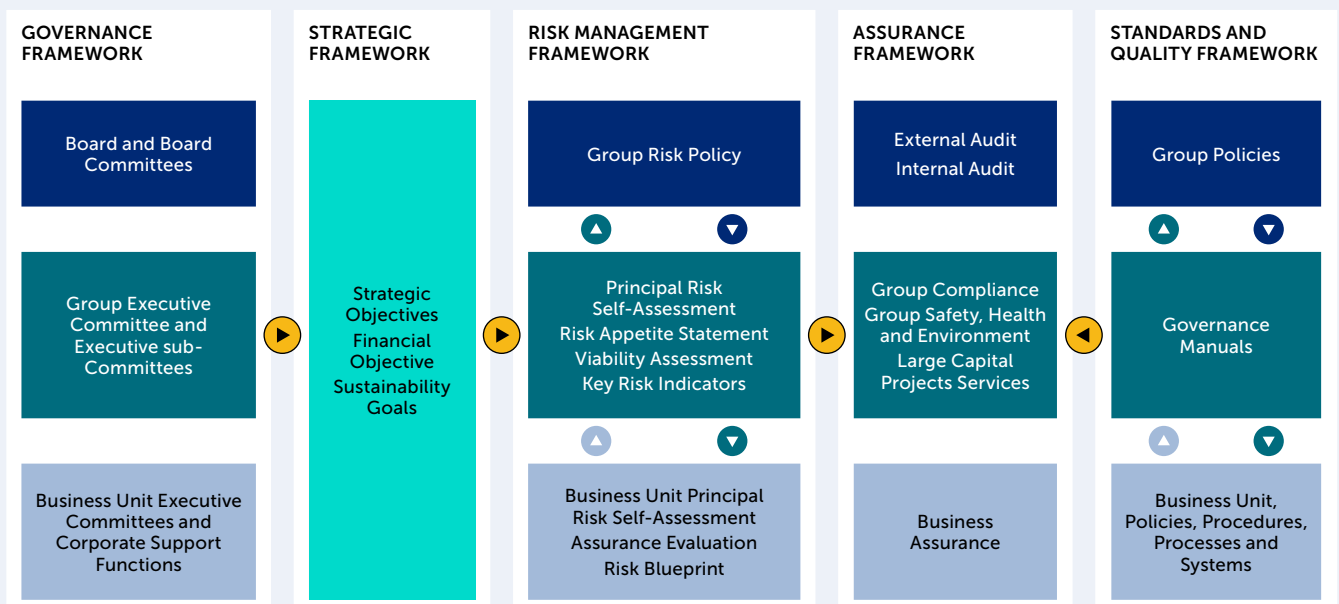 GOVERNANCE
FRAMEWORK
Board and Board
Committees
Group Executive
Committee and
Executive sub-
Committees
Business Unit Executive
Committees and
Corporate Support
Functions
STRATEGIC
FRAMEWORK
Strategic
Objectives
Financial
Objective
Sustainability
Goals
RISK MANAGEMENT
FRAMEWORK
Group Risk Policy
Principal Risk
Self-Assessment
Risk Appetite Statement
Viability Assessment
Key Risk Indicators
Business Unit Principal
Risk Self-Assessment
Assurance Evaluation
Risk Blueprint
ASSURANCE
FRAMEWORK
External Audit
Internal Audit
Group Compliance
Group Safety, Health
and Environment
Large Capital
Projects Services
Business
Assurance
STANDARDS AND
QUALITY FRAMEWORK
Group Policies
Governance
Manuals
Business Unit,
Policies, Procedures,
Processes and
Systems